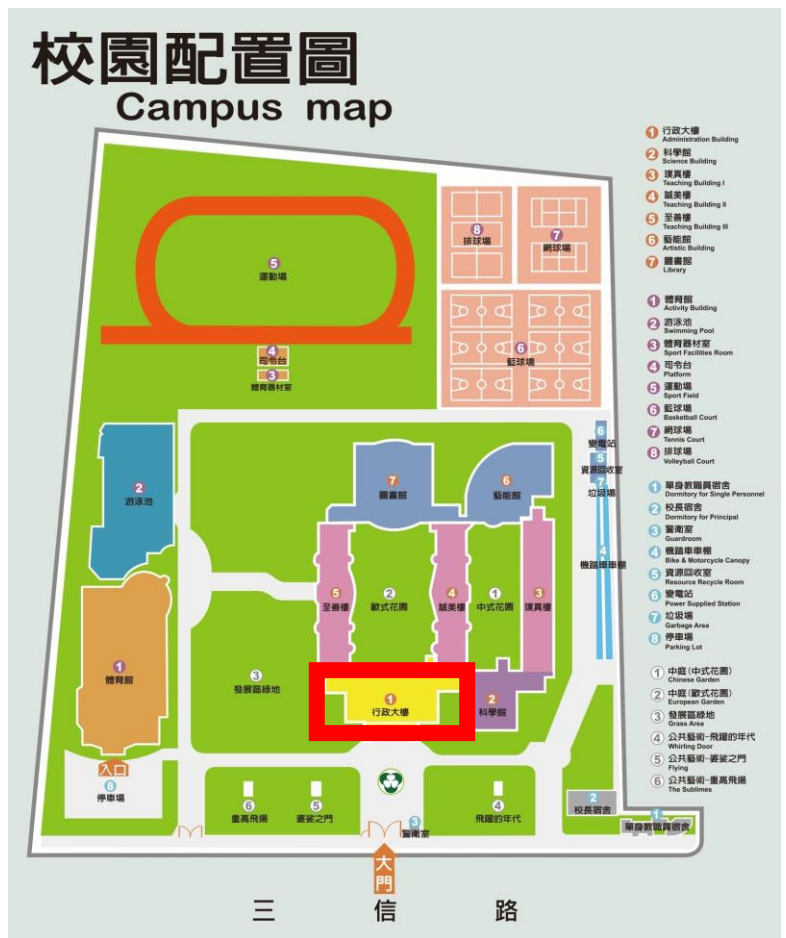 校園配置圖
Campus map
1 行政大樓
Administration Building
2 科學館
Science Building
3 璞真樓
Teaching Building I
4 誠美樓
Teaching Building II
5 至善樓
Teaching Building III
6 藝能館
Artistic Building
7 圖書館
Library
1 體育館
Activity Building
2 游泳池
Swimming Pool
3 體育器材室
Sport Facilities Room
4 司令台
Platform
5 運動場
Sport Field
6 籃球場
Basketball Court
7 網球場
Tennis Court
8 排球場
Volleyball Court
1 單身教職員宿舍
Dormitory for Single Personnel
2 校長宿舍
Dormitory for Principal
3 警衛室
Guardroom
4 機踏車車棚
Bike & Motorcycle Canopy
5 資源回收室
Resource Recycle Room
6 變電站
Power Supplied Station
7 垃圾場
Garbage Area
8 停車場
Parking Lot
1 中庭(中式花園)
Chinese Garden
2 中庭(歐式花園)
European Garden
3 發展區綠地
Grass Area
4 公共藝術-飛躍的年代
Whirling Door
5 公共藝術-婆娑之門
Flying
6 公共藝術-重高飛揚
The Sublimes
8
排球場
7
網球場
5
運動場
6
籃球場
4
司令台
3
體育器材室
6
變電站
5
資源回收室
7
垃圾場
4
機踏車車棚
2
游泳池
7
圖書館
6
藝能館
5
至善樓
2
歐式花園
4
誠美樓
1
中式花園
3
璞真樓
1
體育館
3
發展區綠地
1
行政大樓
2
科學館
入口
8
停車場
6
重高飛揚
5
婆娑之門
3
警衛室
4
飛躍的年代
2
校長宿舍
1
單身教職員宿舍
大門
三信路